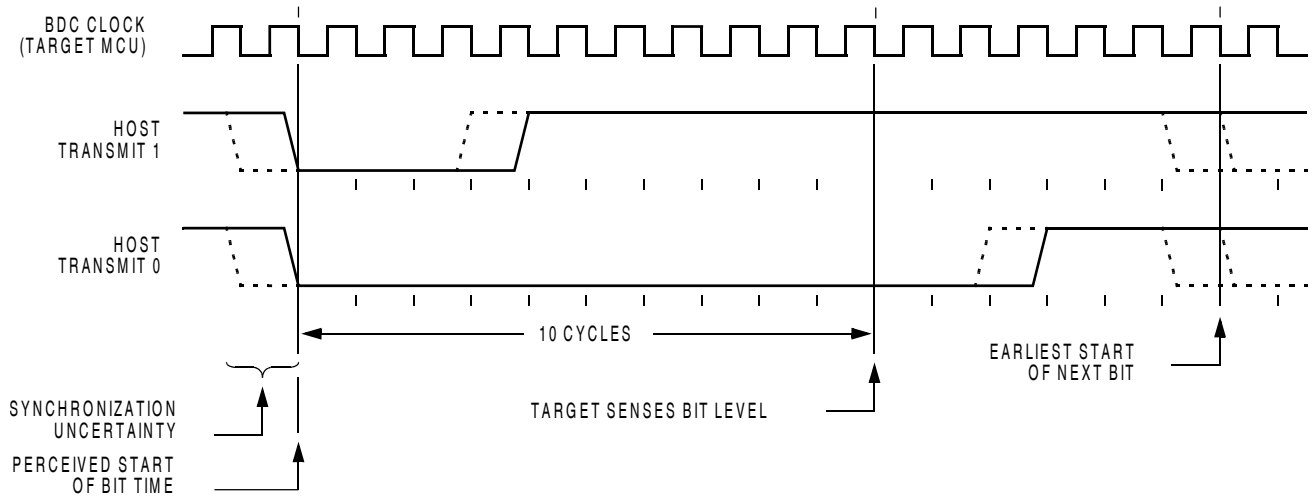 BDC CLOCK
(TARGET MCU)
HOST
TRANSMIT 1
HOST
TRANSMIT 0
10 CYCLES
EARLIEST START
OF NEXT BIT
TARGET SENSES BIT LEVEL
SYNCHRONIZATION
UNCERTAINTY
PERCEIVED START
OF BIT TIME